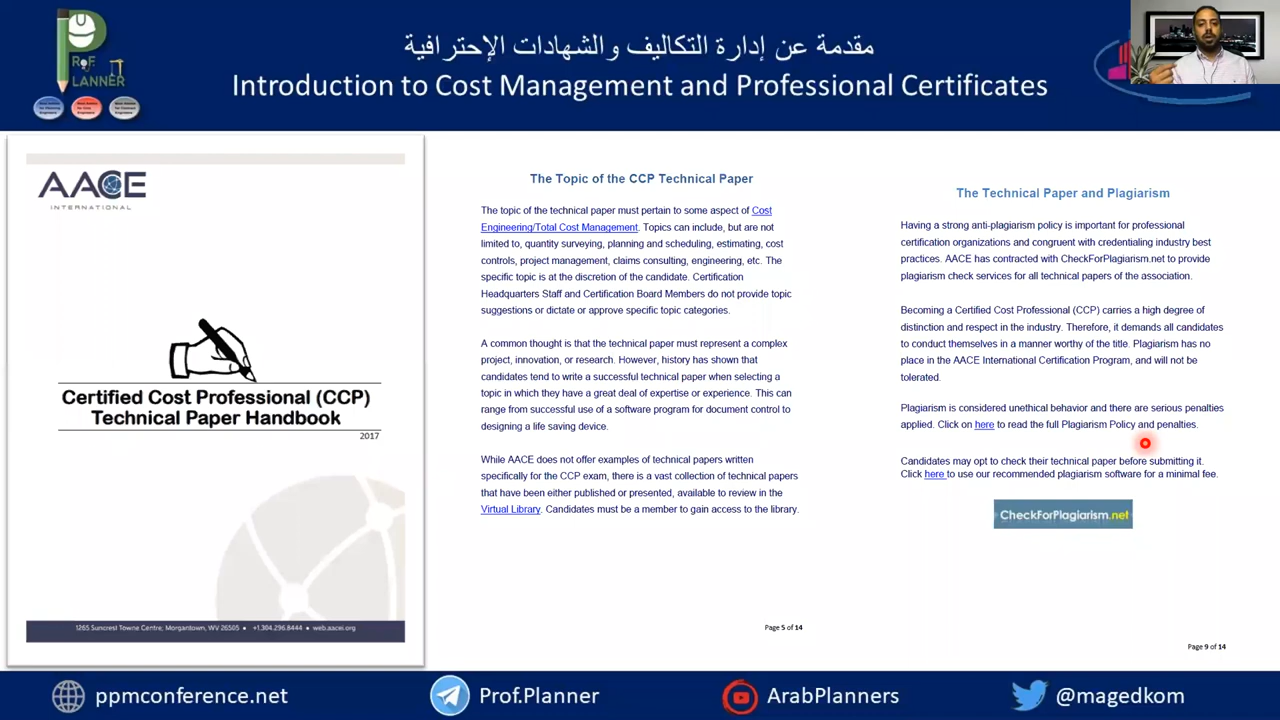 مقدمة عن إدارة التكاليف والشهادات الإحترافية
Introduction to Cost Management and Professional Certificates
PR F.
PLANNER
AACE
INTERNATIONAL
Certified Cost Professional (CCP)
Technical Paper Handbook
2017
1265 Suncrest Towne Centre, Morgantown, WV 26505 • +1.304.296.8444 • web.aacei.org
The Topic of the CCP Technical Paper
The topic of the technical paper must pertain to some aspect of Cost
Engineering/Total Cost Management. Topics can include, but are not
limited to, quantity surveying, planning and scheduling, estimating, cost
controls, project management, claims consulting, engineering, etc. The
specific topic is at the discretion of the candidate. Certification
Headquarters Staff and Certification Board Members do not provide topic
suggestions or dictate or approve specific topic categories.
A common thought is that the technical paper must represent a complex
project, innovation, or research. However, history has shown that
candidates tend to write a successful technical paper when selecting a
topic in which they have a great deal of expertise or experience. This can
range from successful use of a software program for document control to
designing a life saving device.
While AACE does not offer examples of technical papers written
specifically for the CCP exam, there is a vast collection of technical papers
that have been either published or presented, available to review in the
Virtual Library. Candidates must be a member to gain access to the library.
Page 5 of 14
The Technical Paper and Plagiarism
Having a strong anti-plagiarism policy is important for professional
certification organizations and congruent with credentialing industry best
practices. AACE has contracted with CheckForPlagiarism.net to provide
plagiarism check services for all technical papers of the association.
Becoming a Certified Cost Professional (CCP) carries a high degree of
distinction and respect in the industry. Therefore, it demands all candidates
to conduct themselves in a manner worthy of the title. Plagiarism has no
place in the AACE International Certification Program, and will not be
tolerated.
Plagiarism is considered unethical behavior and there are serious penalties
applied. Click on here to read the full Plagiarism Policy and penalties.
Candidates may opt to check their technical paper before submitting it.
Click here to use our recommended plagiarism software for a minimal fee.
CheckForPlagiarism.net
Page 9 of 14
ppmconference.net
Prof.Planner
ArabPlanners
@magedkom